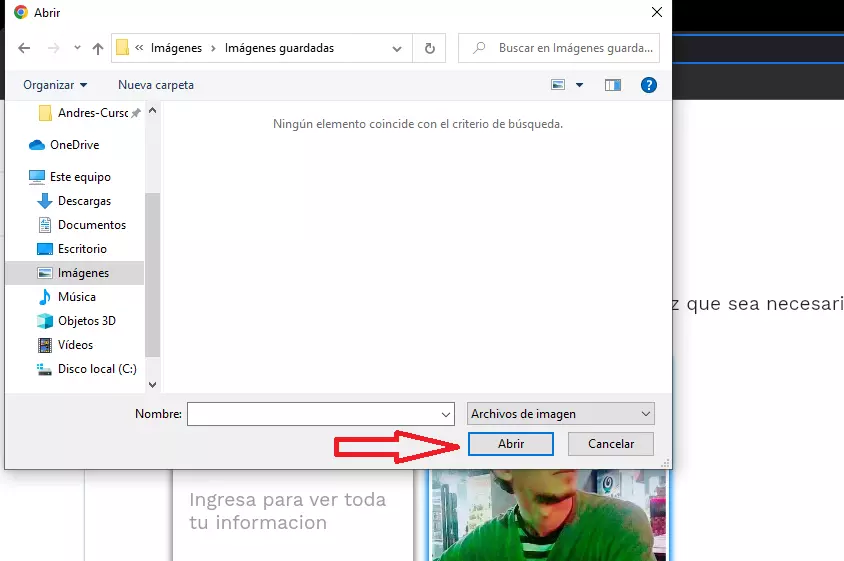 Abrir
« Imágenes › Imágenes guardadas
Buscar en Imágenes guarda...
Organizar
Nueva carpeta
?
Andres-Curso
Ningún elemento coincide con el criterio de búsqueda.
OneDrive
Este equipo
Descargas
Documentos
Escritorio
Imágenes
Música
Objetos 3D
Vídeos
Disco local (C:)
z que sea necesari
Nombre:
Archivos de imagen
Abrir
Cancelar
Ingresa para ver toda
tu informacion